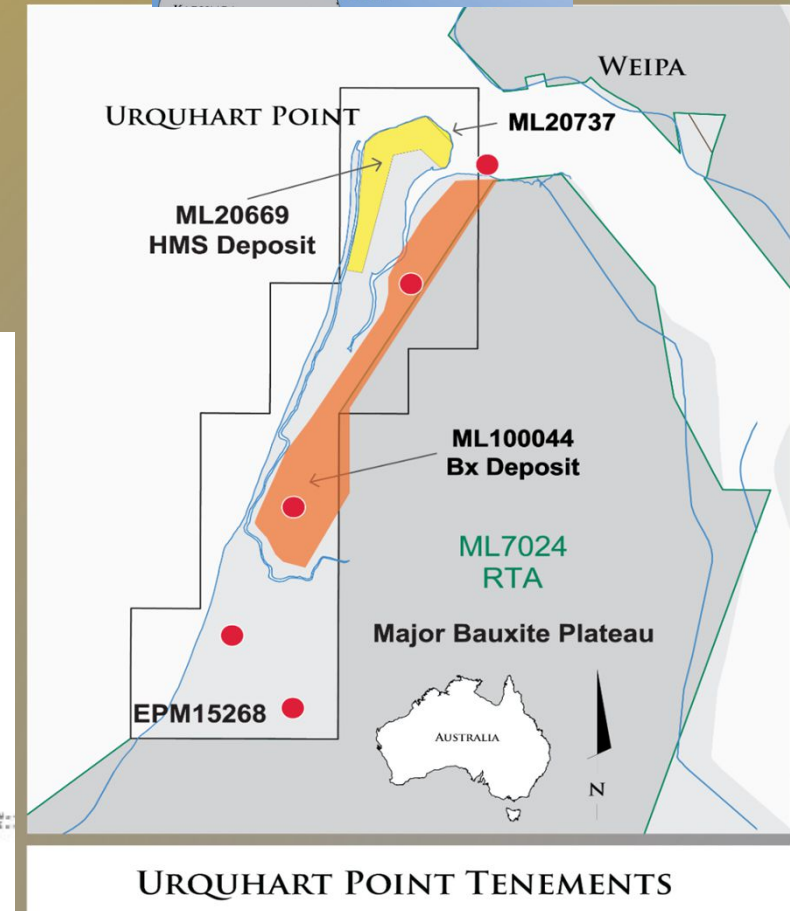 WEIPA
URQUHART POINT
ML20737
ML20669
HMS Deposit
ML100044
Bx Deposit
ML7024
RTA
Major Bauxite Plateau
EPM15268
AUSTRALIA
N
URQUHART POINT TENEMENTS